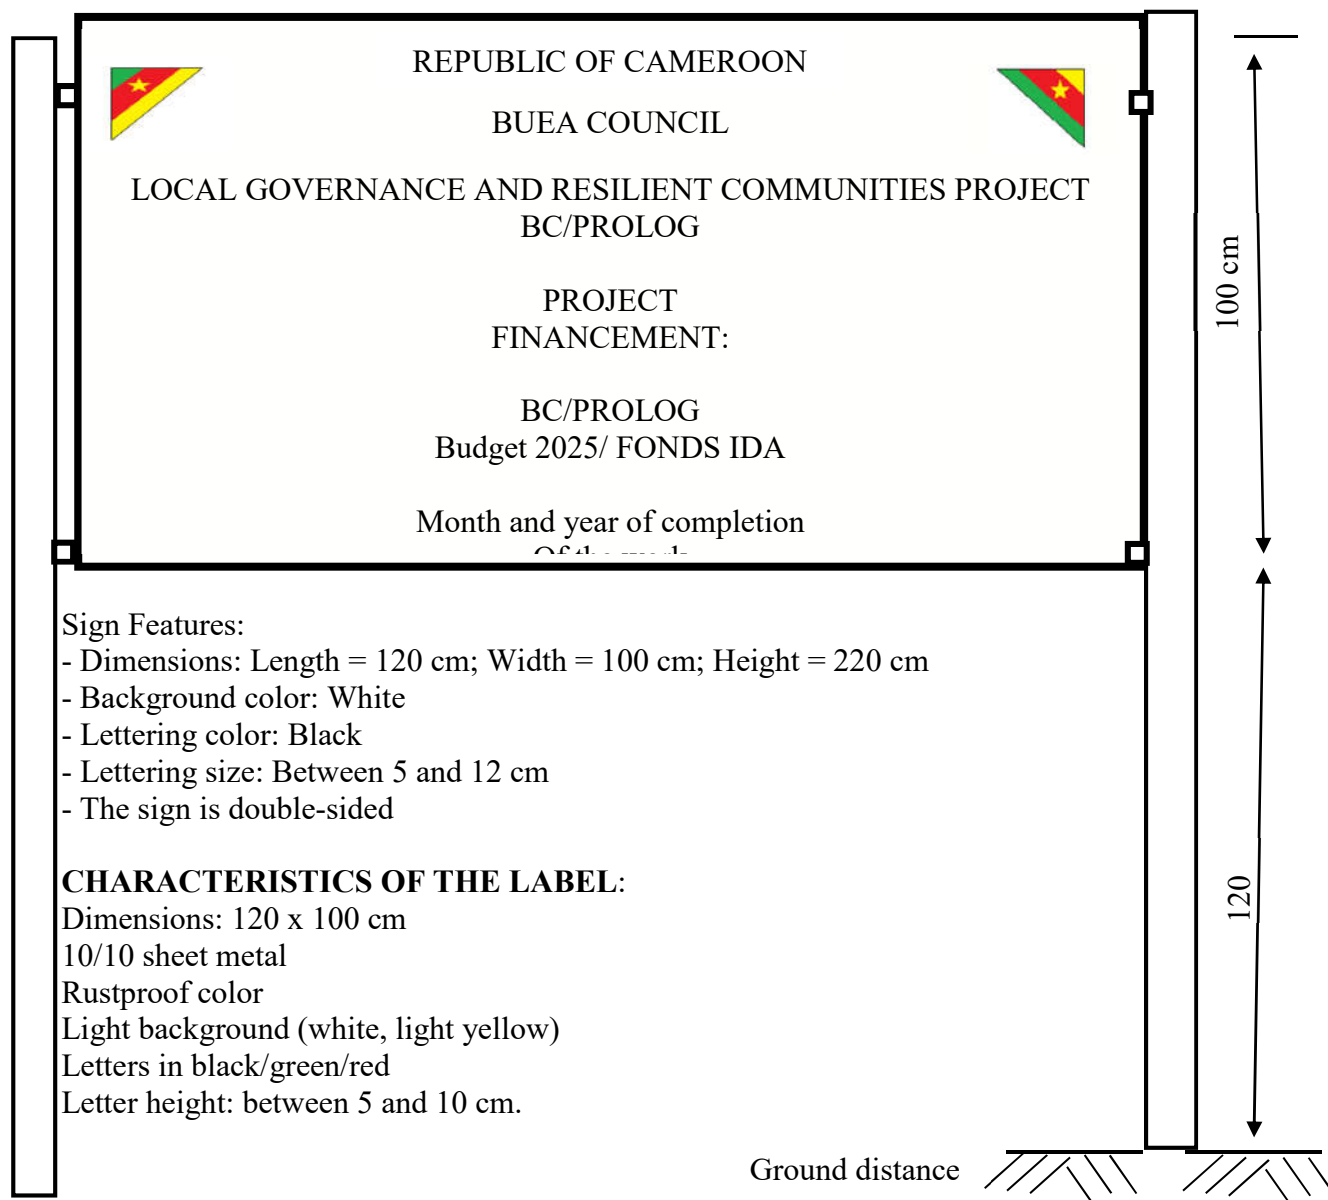 REPUBLIC OF CAMEROON
BUEA COUNCIL
LOCAL GOVERNANCE AND RESILIENT COMMUNITIES PROJECT
BC/PROLOG
PROJECT
FINANCEMENT:
BC/PROLOG
Budget 2025/ FONDS IDA
Month and year of completion
Of the work
100 cm
Sign Features:
- Dimensions: Length = 120 cm; Width = 100 cm; Height = 220 cm
- Background color: White
- Lettering color: Black
- Lettering size: Between 5 and 12 cm
- The sign is double-sided
CHARACTERISTICS OF THE LABEL:
Dimensions: 120 x 100 cm
10/10 sheet metal
Rustproof color
Light background (white, light yellow)
Letters in black/green/red
Letter height: between 5 and 10 cm.
120
Ground distance